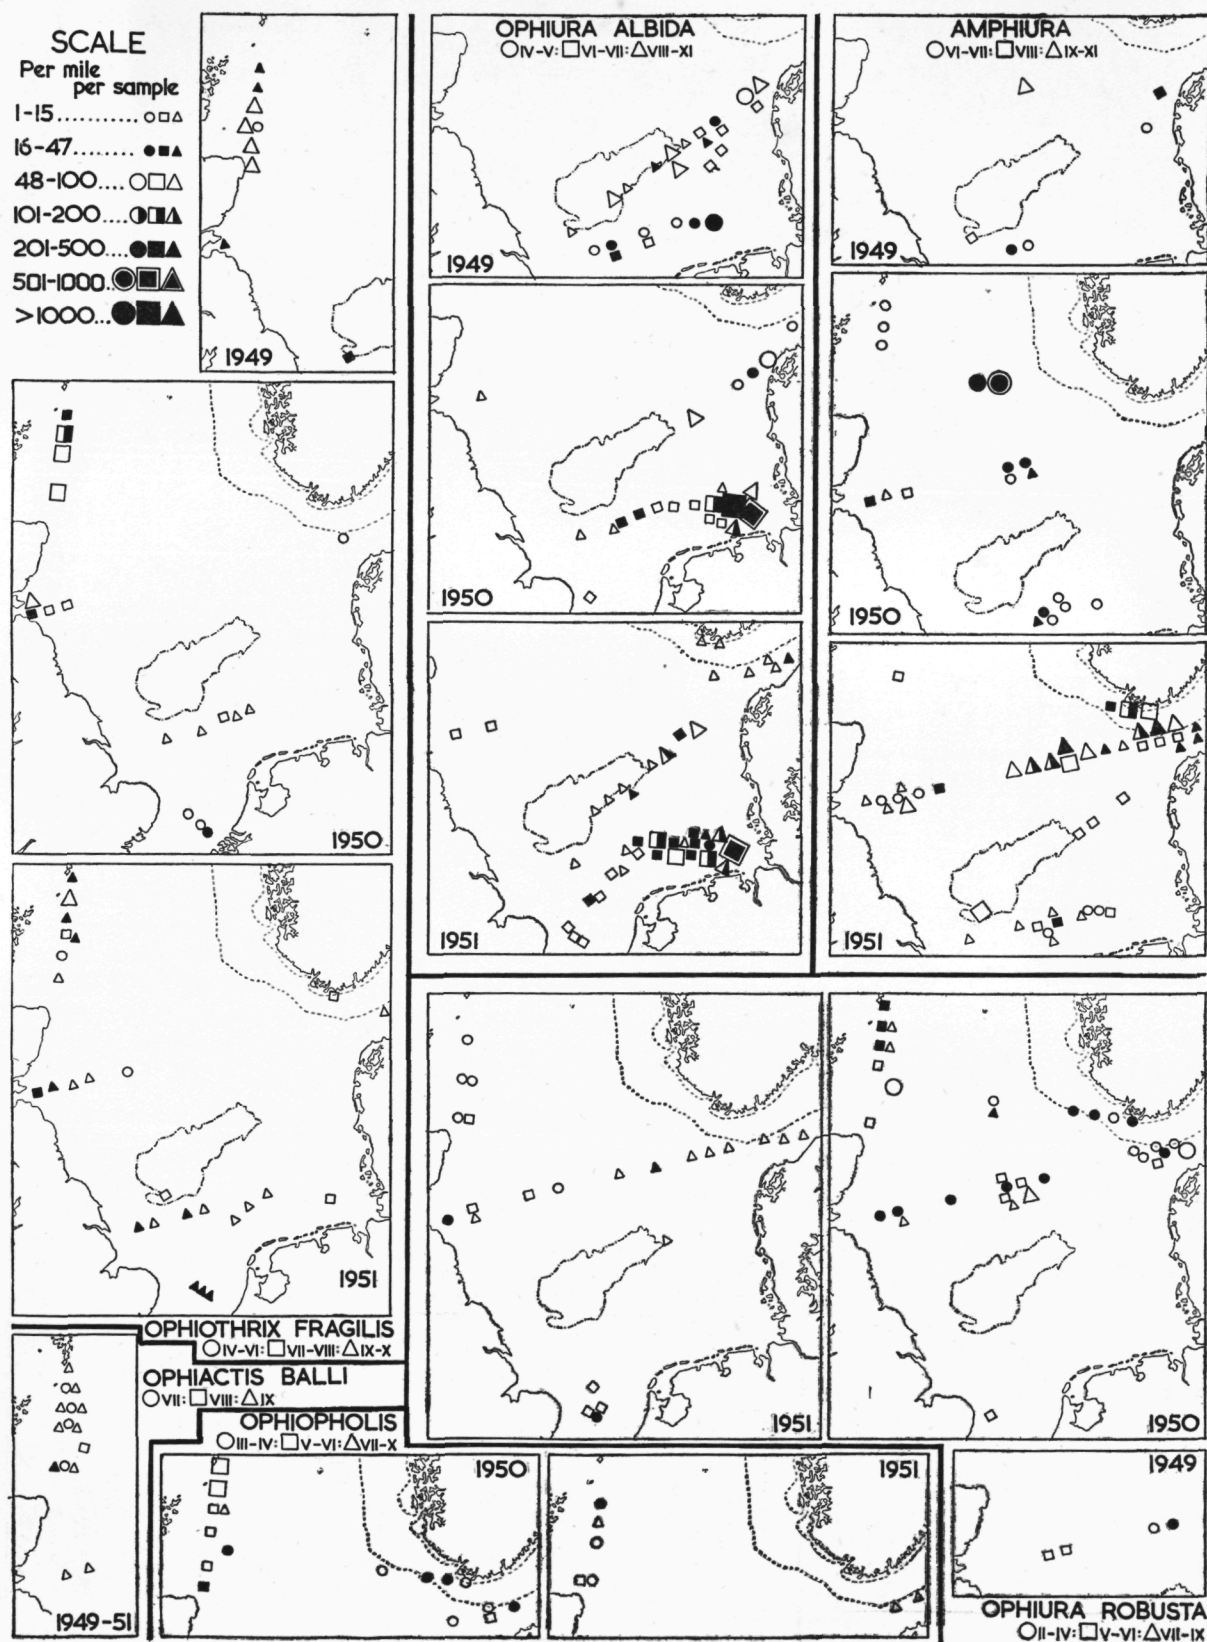 SCALE
Per mile
per sample
1-15...........○□△
16-47........●■▲
48-100....○□△
101-200....◑◨◮
201-500....●■▲
501-1000..
>1000...●■▲
1949
1950
1951
OPHIURA ALBIDA
○IV-V:□VI-VII:△VIII-XI
1949
1950
1951
AMPHIURA
○VI-VII:□VIII:△IX-XI
1949
1950
1951
OPHIOTHRIX FRAGILIS
○IV-VI:□VII-VIII:△IX-X
OPHIACTIS BALLI
○VII:□VIII:△IX
1949-51
OPHIOPHOLIS
○III-IV:□V-VI:△VII-X
1950
1951
1951
1950
1949
OPHIURA ROBUSTA
○II-IV:□V-VI:△VII-IX